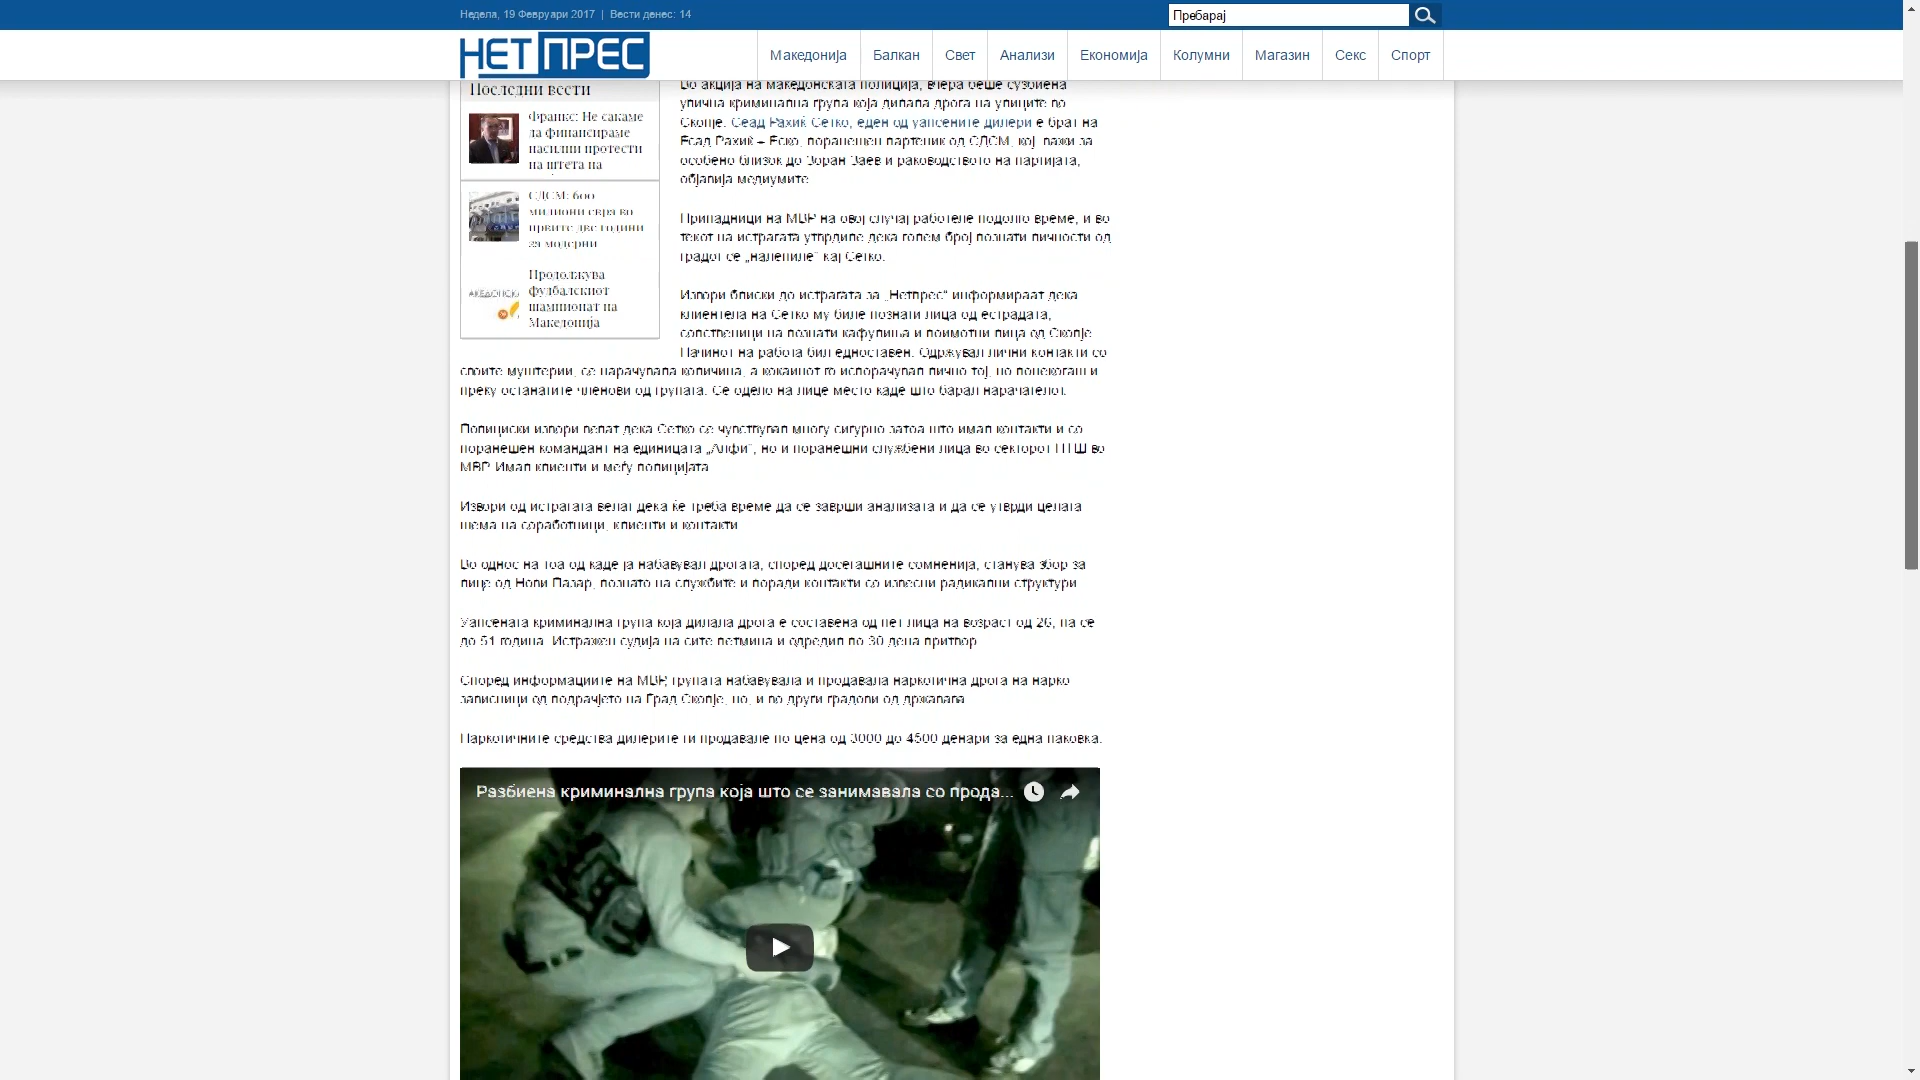 Недела, 19 Февруари 2017 | Вести денес: 14
Пребарај
НЕТ ПРЕС
Македонија
Балкан
Свет
Анализи
Економија
Колумни
Магазин
Секс
Спорт
Последни вести
Франкс: Не сакаме
да финансираме
насилни протести
на штета на
СДСМ: 600
милиони евра во
првите две години
за модерни
Продолжува
фудбалскиот
шампионат на
Македонија
Во акција на македонската полиција, вчера беше сузбиена
улична криминална група која дилала дрога на улиците во
Скопје. Сеад Рахиќ Сетко, еден од уапсените дилери е брат на
Есад Рахиќ – Еско, поранешен партеник од СДСМ, кој важи за
особено близок до Зоран Заев и раководството на партијата,
објавија медиумите.
Припадници на МВР на овој случај работеле подолго време, и во
текот на истрагата утврдиле дека голем број познати личности од
градот се „налепиле“ кај Сетко.
Извори блиски до истрагата за „Нетпрес“ информираат дека
клиентела на Сетко му биле познати лица од естрадата,
сопственици на познати кафулиња и поимотни лица од Скопје.
Начинот на работа бил едноставен. Одржувал лични контакти со
своите муштерии, се нарачувала количина, а кокаинот го испорачувал лично тој, но понекогаш и
преку останатите членови од групата. Се одело на лице место каде што барал нарачателот.
Полициски извори велат дека Сетко се чувствувал многу сигурно затоа што имал контакти и со
поранешен командант на единицата „Алфи“, но и поранешни службени лица во секторот ГПШ во
МВР. Имал клиенти и меѓу полицијата.
Извори од истрагата велат дека ќе треба време да се заврши анализата и да се утврди целата
шема на соработници, клиенти и контакти.
Во однос на тоа од каде ја набавувал дрогата, според досегашните сомненија, станува збор за
лице од Нови Пазар, познато на службите и поради контакти со извесни радикални структури.
Уапсената криминална група која дилала дрога е составена од пет лица на возраст од 26, па се
до 51 година. Истражен судија на сите петмина и одредил по 30 дена притвор.
Според информациите на МВР, групата набавувала и продавала наркотична дрога на нарко
зависници од подрачјето на Град Скопје, но, и во други градови од државава.
Наркотичните средства дилерите ги продавале по цена од 3000 до 4500 денари за една паковка.
Разбиена криминална група која што се занимавала со прода...